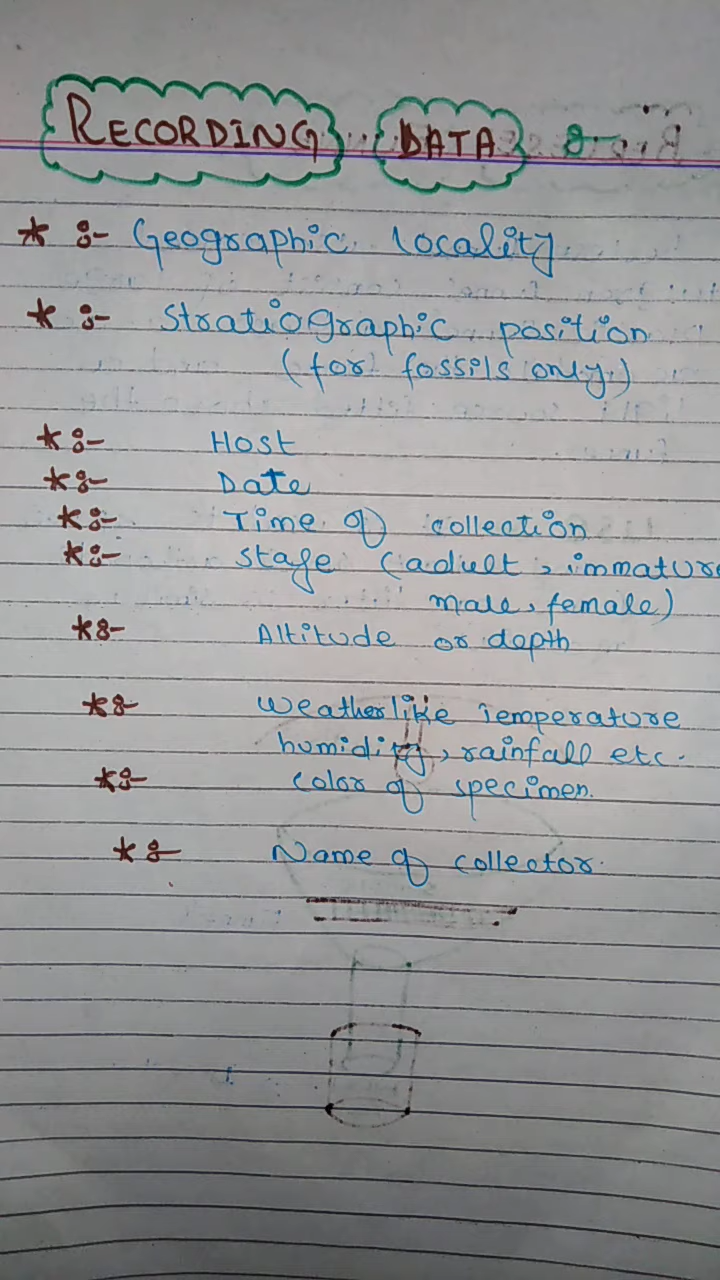 RECORDING DATA :-
* :- Geographic locality
* :- Stratiographic position
(for fossils only.)
* :- Host
* :- Date
* :- Time of collection
* :- Stage (adult, immature
male, female)
* :- Altitude or depth
* :- Weather like Temperature
humidity, rainfall etc.
* :- Color of specimen.
* :- Name of collector.